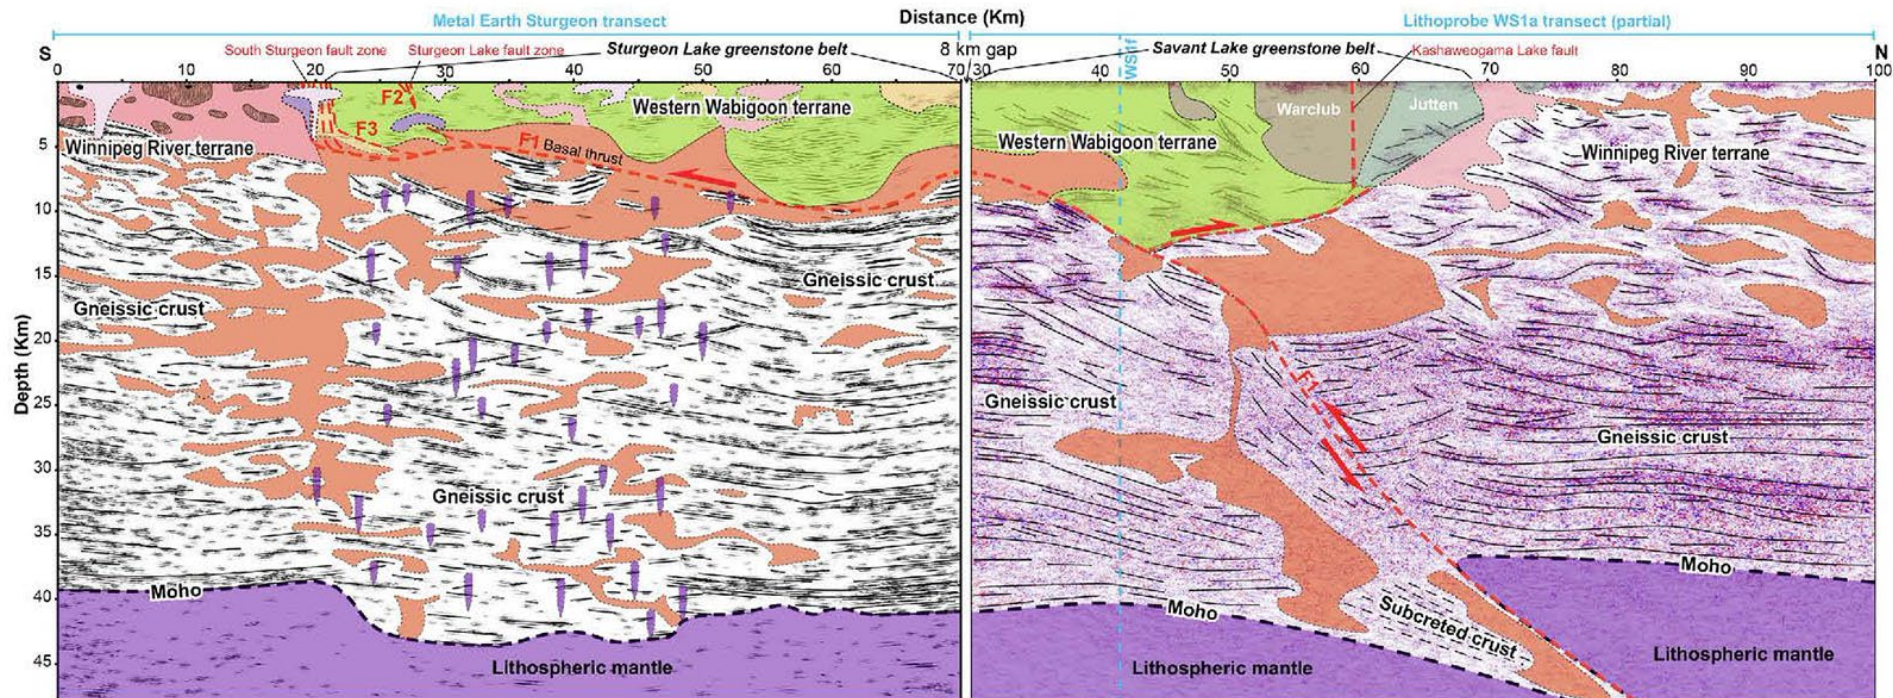 Metal Earth Sturgeon transect
Distance (Km)
Lithoprobe WS1a transect (partial)
S
South Sturgeon fault zone
Sturgeon Lake fault zone
Sturgeon Lake greenstone belt
8 km gap
WS1f
Savant Lake greenstone belt
Kashaweogama Lake fault
N
0 10 20 30 40 50 60 70
30 40 50 60 70 80 90 100
F2
F3
F1 Basal thrust
Western Wabigoon terrane
Winnipeg River terrane
Western Wabigoon terrane
Warclub
Jutten
Winnipeg River terrane
Depth (Km)
5
10
15
20
25
30
35
40
45
Gneissic crust
Gneissic crust
Gneissic crust
Moho
Lithospheric mantle
Gneissic crust
F1
Gneissic crust
Moho
Moho
Subcreted crust
Lithospheric mantle
Lithospheric mantle